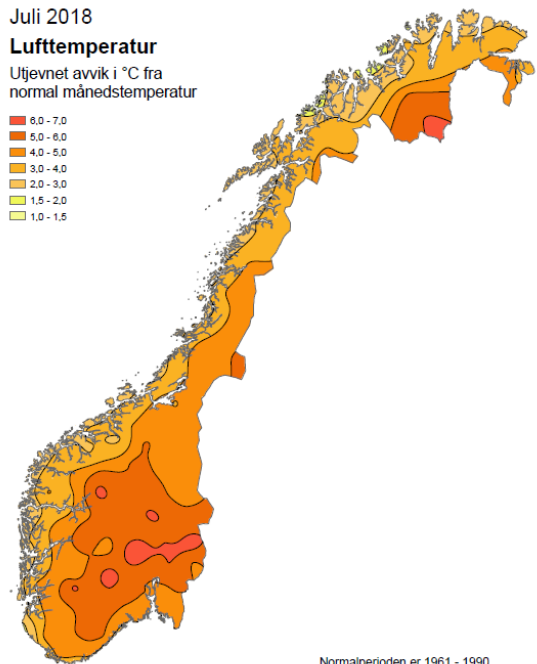 Juli 2018
Lufttemperatur
Utjevnet avvik i °C fra
normal månedstemperatur
6,0 - 7,0
5,0 - 6,0
4,0 - 5,0
3,0 - 4,0
2,0 - 3,0
1,5 - 2,0
1,0 - 1,5
Normalperioden er 1961 - 1990